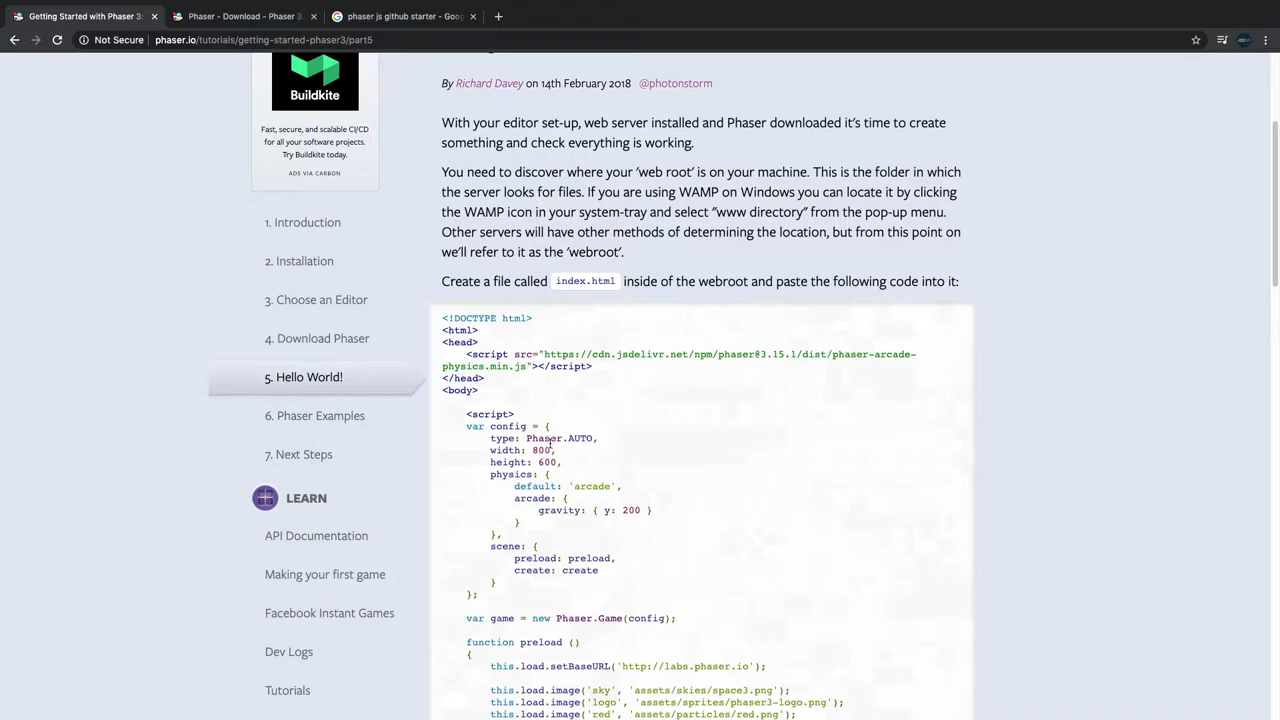 Getting Started with Phaser 3:
Phaser - Download - Phaser 3.
phaser js github starter - Goog
Not Secure
phaser.io/tutorials/getting-started-phaser3/part5
Buildkite
Fast, secure, and scalable CI/CD
for all your software projects.
Try Buildkite today.
ADS VIA CARBON
1. Introduction
2. Installation
3. Choose an Editor
4. Download Phaser
5. Hello World!
6. Phaser Examples
7. Next Steps
LEARN
API Documentation
Making your first game
Facebook Instant Games
Dev Logs
Tutorials
By Richard Davey on 14th February 2018 @photonstorm
With your editor set-up, web server installed and Phaser downloaded it's time to create
something and check everything is working.
You need to discover where your 'web root' is on your machine. This is the folder in which
the server looks for files. If you are using WAMP on Windows you can locate it by clicking
the WAMP icon in your system-tray and select "www directory" from the pop-up menu.
Other servers will have other methods of determining the location, but from this point on
we'll refer to it as the 'webroot'.
Create a file called index.html inside of the webroot and paste the following code into it:
<!DOCTYPE html>
<html>
<head>
<script src="https://cdn.jsdelivr.net/npm/phaser@3.15.1/dist/phaser-arcade-
physics.min.js"></script>
</head>
<body>
<script>
var config = {
type: Phaser.AUTO,
width: 800,
height: 600,
physics: {
default: 'arcade',
arcade: {
gravity: { y: 200 }
}
},
scene: {
preload: preload,
create: create
}
};
var game = new Phaser.Game(config);
function preload ()
{
this.load.setBaseURL('http://labs.phaser.io');
this.load.image('sky', 'assets/skies/space3.png');
this.load.image('logo', 'assets/sprites/phaser3-logo.png');
this.load.image('red', 'assets/particles/red.png');